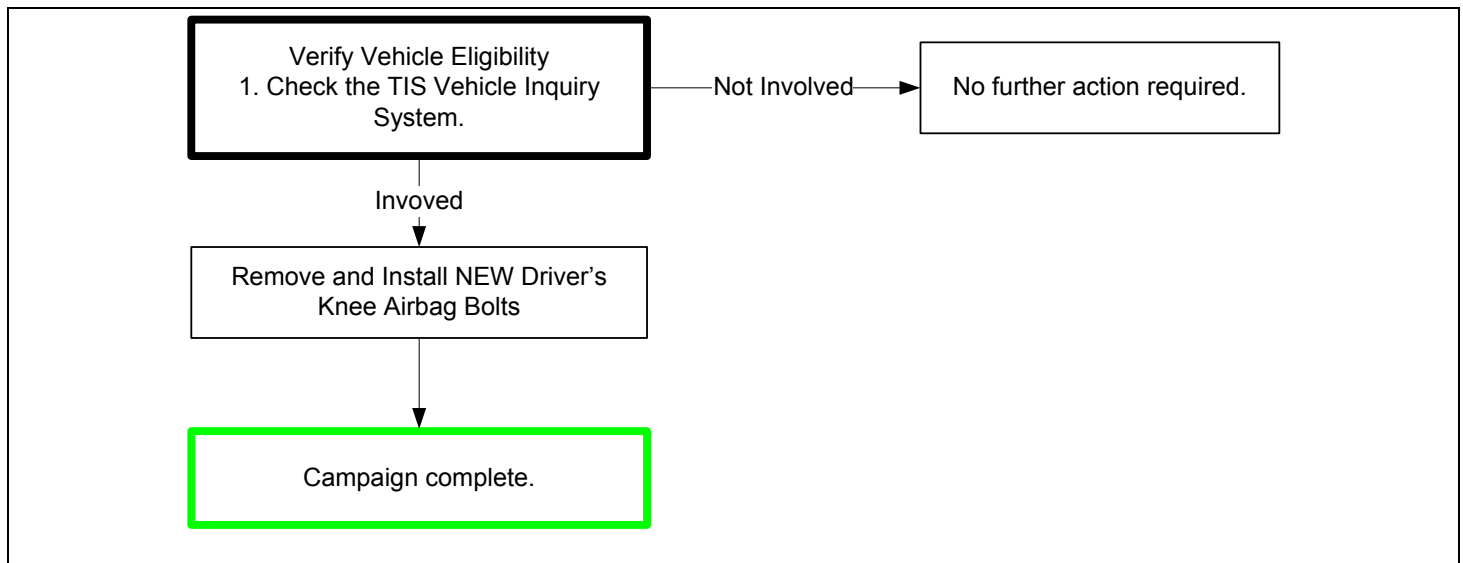 Verify Vehicle Eligibility
1. Check the TIS Vehicle Inquiry
System.
Not Involved
No further action required.
Invoved
Remove and Install NEW Driver’s
Knee Airbag Bolts
Campaign complete.